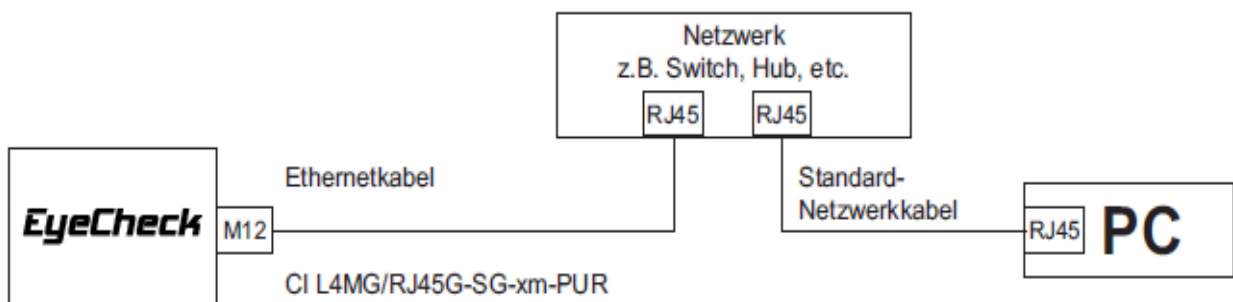 Netzwerk
z.B. Switch, Hub, etc.
RJ45
RJ45
Ethernetkabel
Standard-
Netzwerkkabel
EyeCheck
M12
RJ45
PC
CI L4MG/RJ45G-SG-xm-PUR